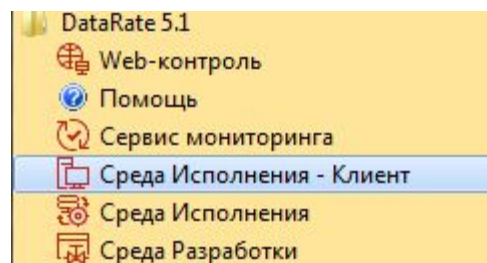 DataRate 5.1
Web-контроль
Помощь
Сервис мониторинга
Среда Исполнения - Клиент
Среда Исполнения
Среда Разработки